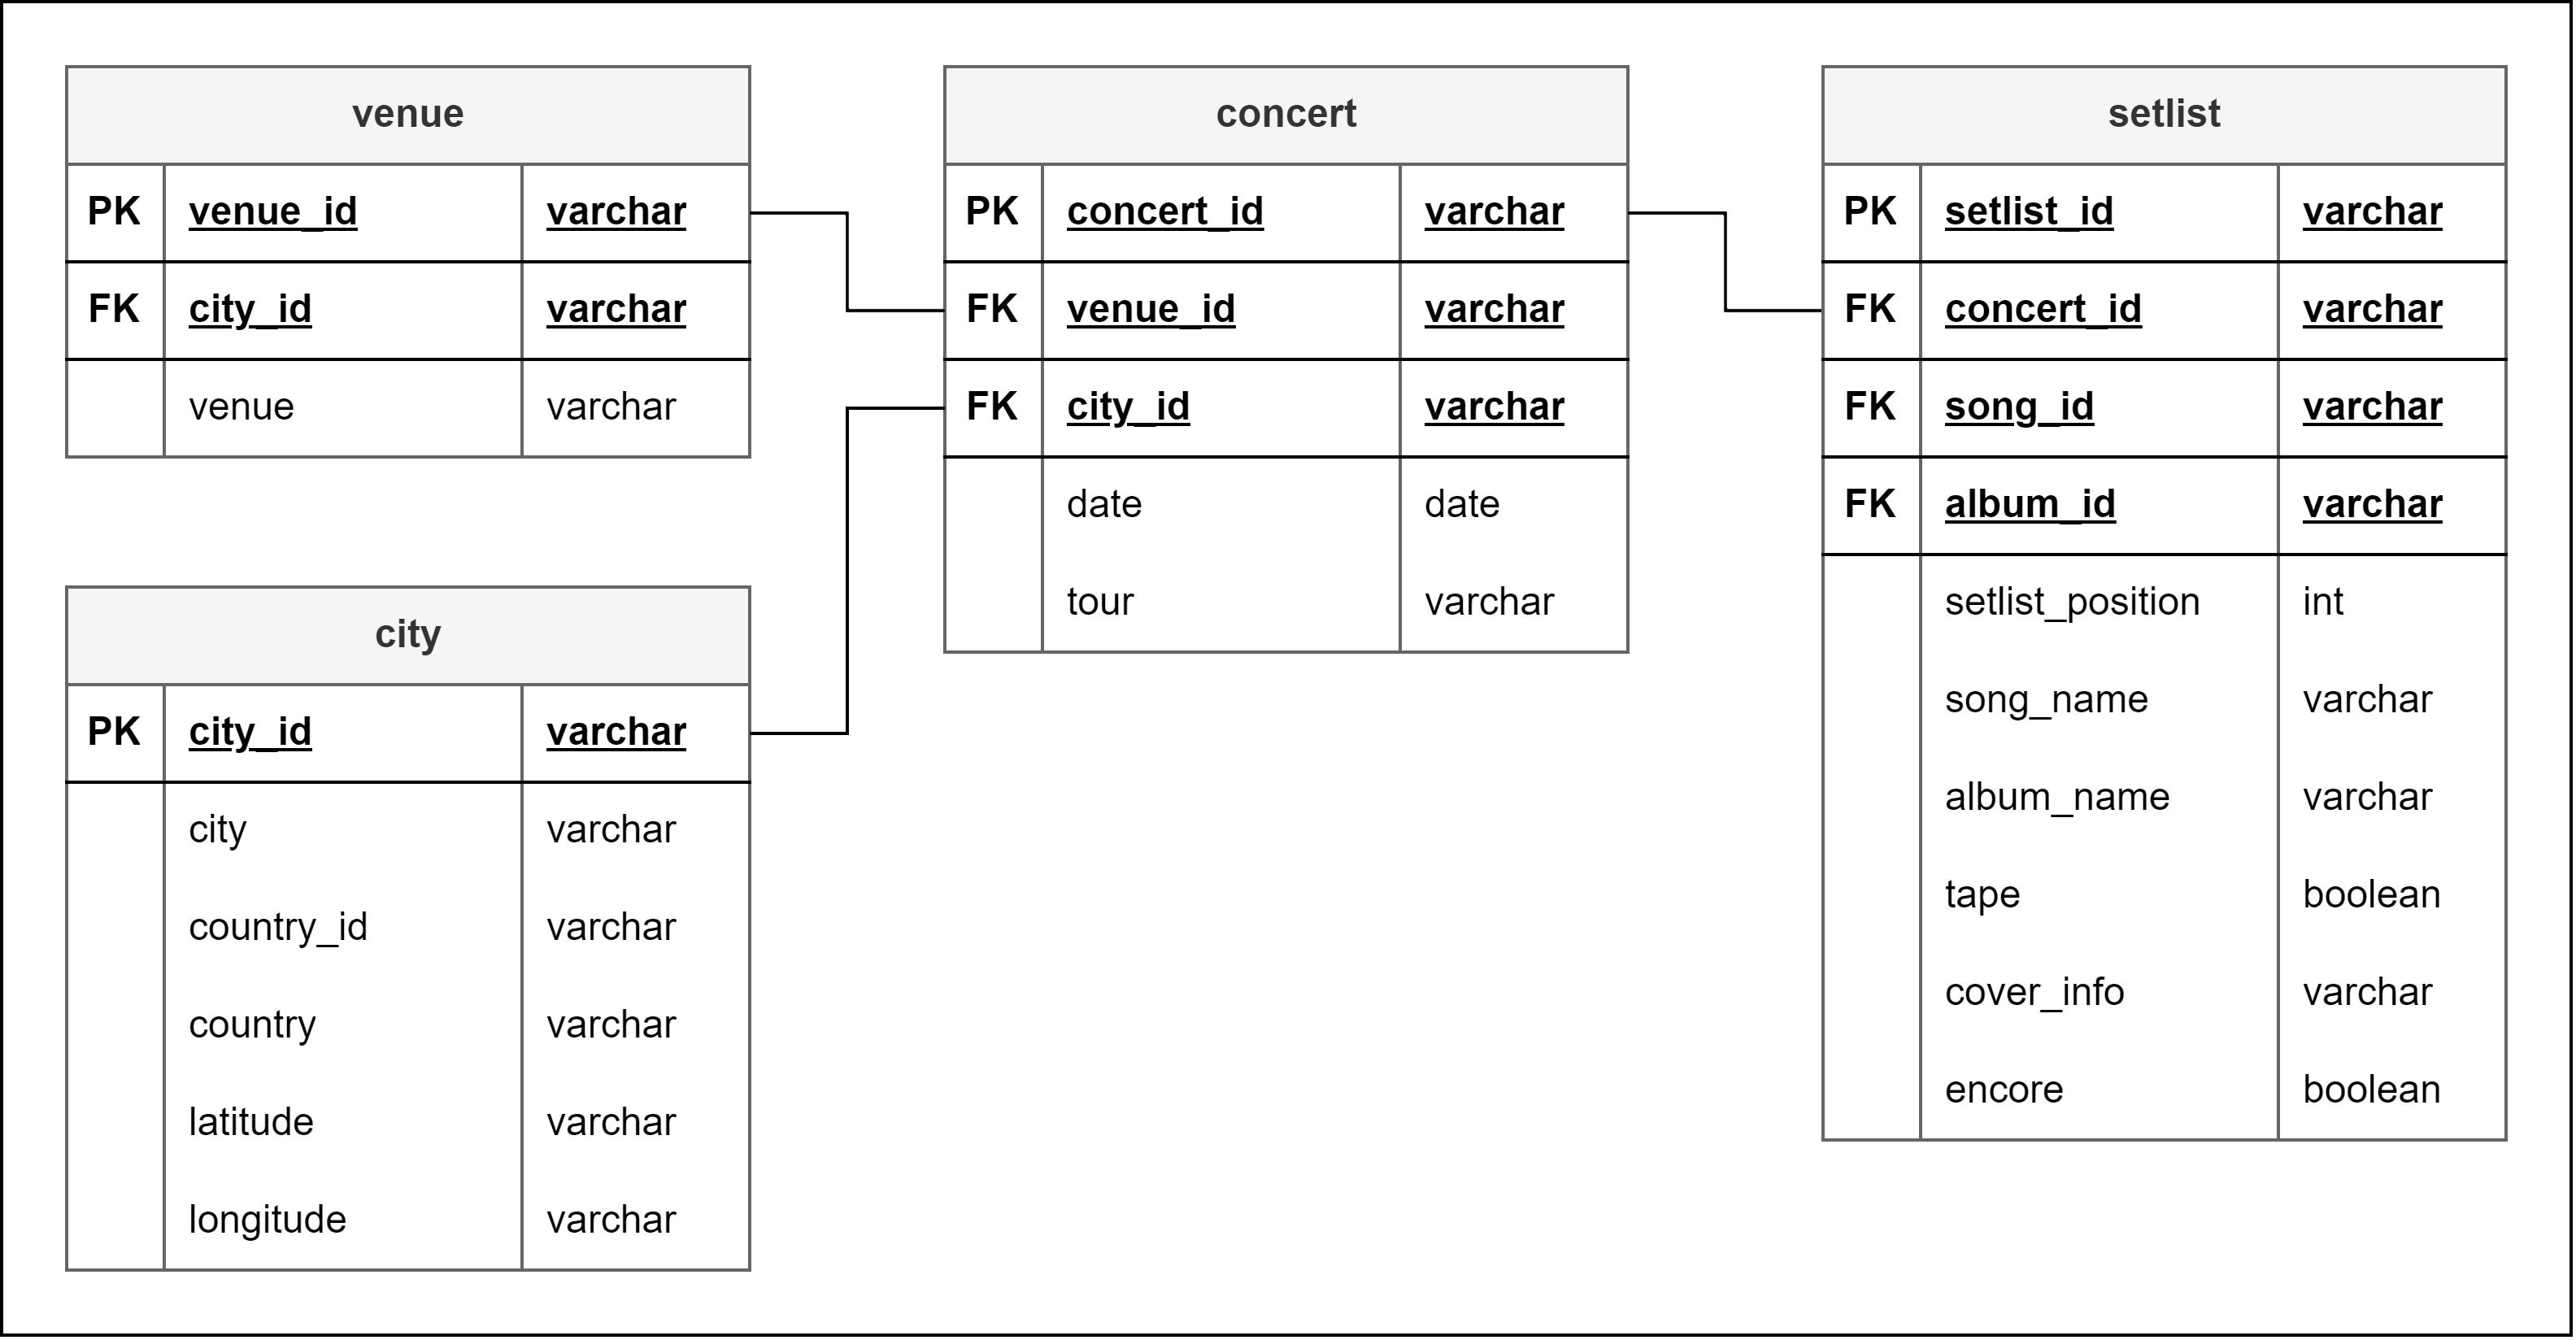 venue
PK venue_id varchar
FK city_id varchar
venue varchar
city
PK city_id varchar
city varchar
country_id varchar
country varchar
latitude varchar
longitude varchar
concert
PK concert_id varchar
FK venue_id varchar
FK city_id varchar
date date
tour varchar
setlist
PK setlist_id varchar
FK concert_id varchar
FK song_id varchar
FK album_id varchar
setlist_position int
song_name varchar
album_name varchar
tape boolean
cover_info varchar
encore boolean